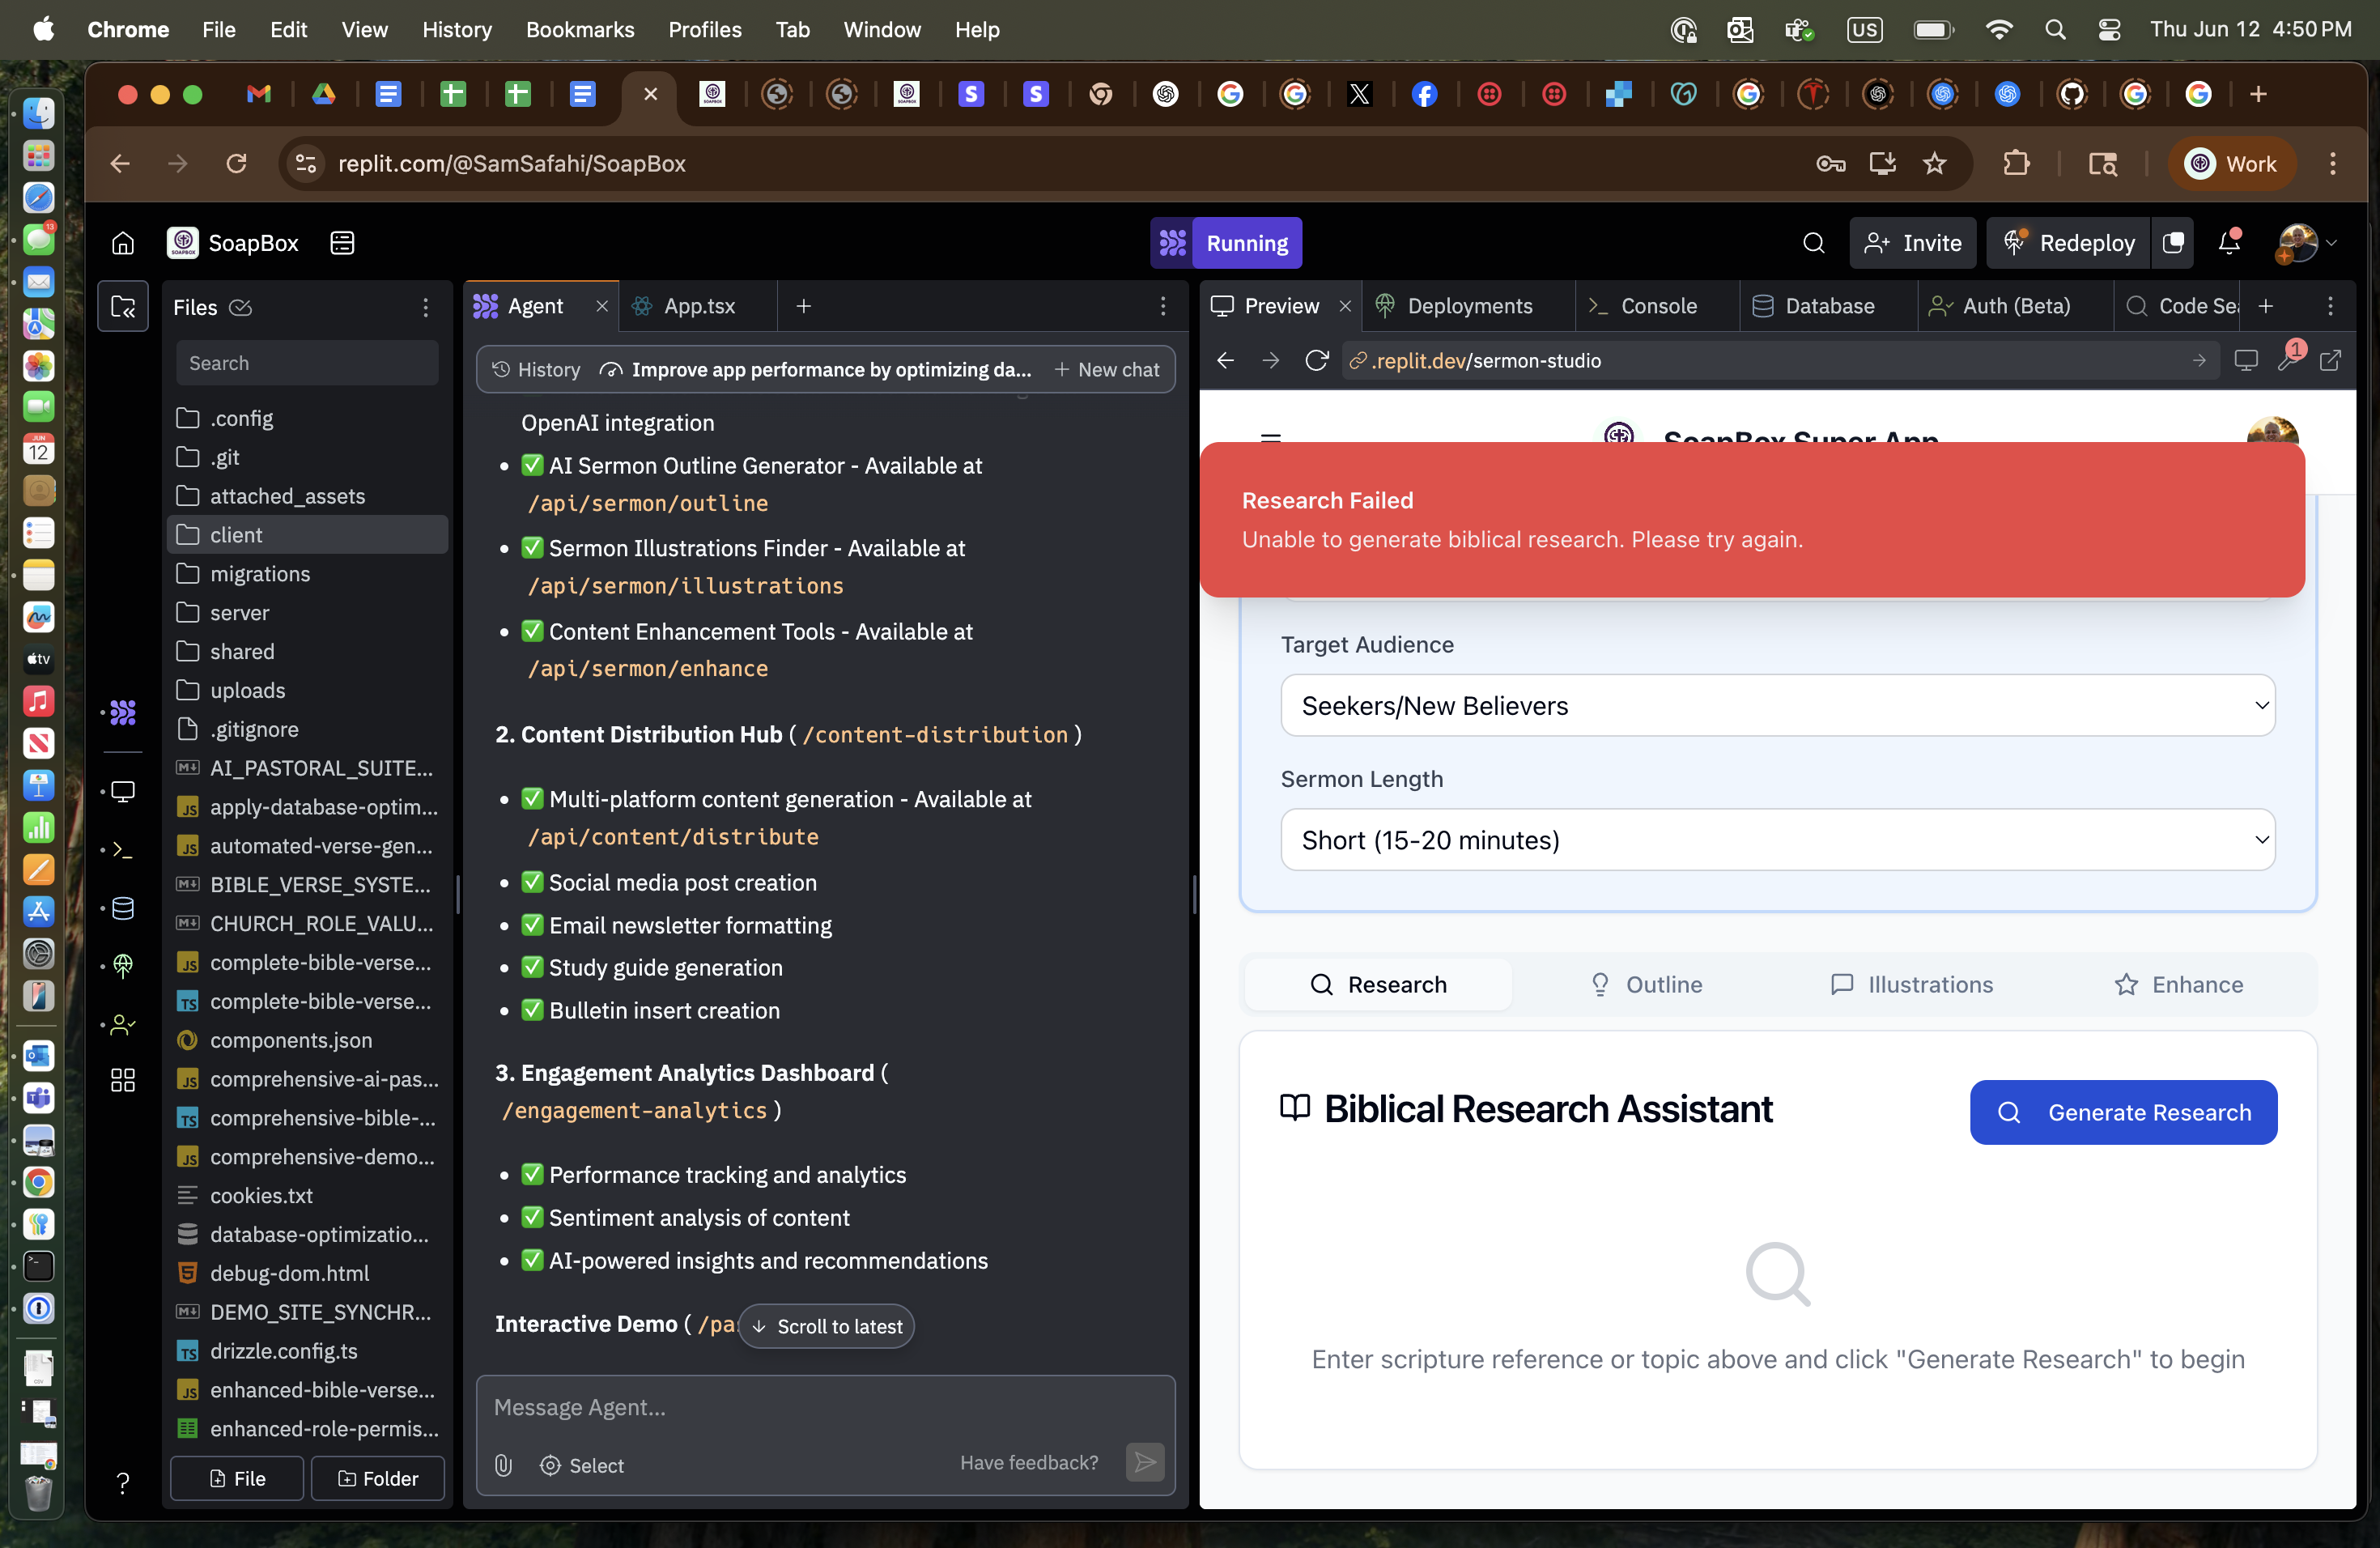 Chrome File Edit View History Bookmarks Profiles Tab Window Help US Thu Jun 12 4:50 PM
replit.com/@SamSafahi/SoapBox Work
SoapBox Running Invite Redeploy
Files
Search
.config
.git
attached_assets
client
migrations
server
shared
uploads
.gitignore
AI_PASTORAL_SUITE...
apply-database-optim...
automated-verse-gen...
BIBLE_VERSE_SYSTE...
CHURCH_ROLE_VALU...
complete-bible-verse...
complete-bible-verse...
components.json
comprehensive-ai-pas...
comprehensive-bible-...
comprehensive-demo...
cookies.txt
database-optimizatio...
debug-dom.html
DEMO_SITE_SYNCHR...
drizzle.config.ts
enhanced-bible-verse...
enhanced-role-permis...
File Folder
Agent App.tsx
History Improve app performance by optimizing da... New chat
OpenAI integration
• ✅ AI Sermon Outline Generator - Available at
/api/sermon/outline
• ✅ Sermon Illustrations Finder - Available at
/api/sermon/illustrations
• ✅ Content Enhancement Tools - Available at
/api/sermon/enhance
2. Content Distribution Hub ( /content-distribution )
• ✅ Multi-platform content generation - Available at
/api/content/distribute
• ✅ Social media post creation
• ✅ Email newsletter formatting
• ✅ Study guide generation
• ✅ Bulletin insert creation
3. Engagement Analytics Dashboard (
/engagement-analytics )
• ✅ Performance tracking and analytics
• ✅ Sentiment analysis of content
• ✅ AI-powered insights and recommendations
Interactive Demo ( /pa
Scroll to latest
Message Agent...
Select Have feedback?
Preview Deployments Console Database Auth (Beta) Code Se
.replit.dev/sermon-studio 1
SoapBox Super App
Research Failed
Unable to generate biblical research. Please try again.
Target Audience
Seekers/New Believers
Sermon Length
Short (15-20 minutes)
Research Outline Illustrations Enhance
Biblical Research Assistant Generate Research
Enter scripture reference or topic above and click "Generate Research" to begin